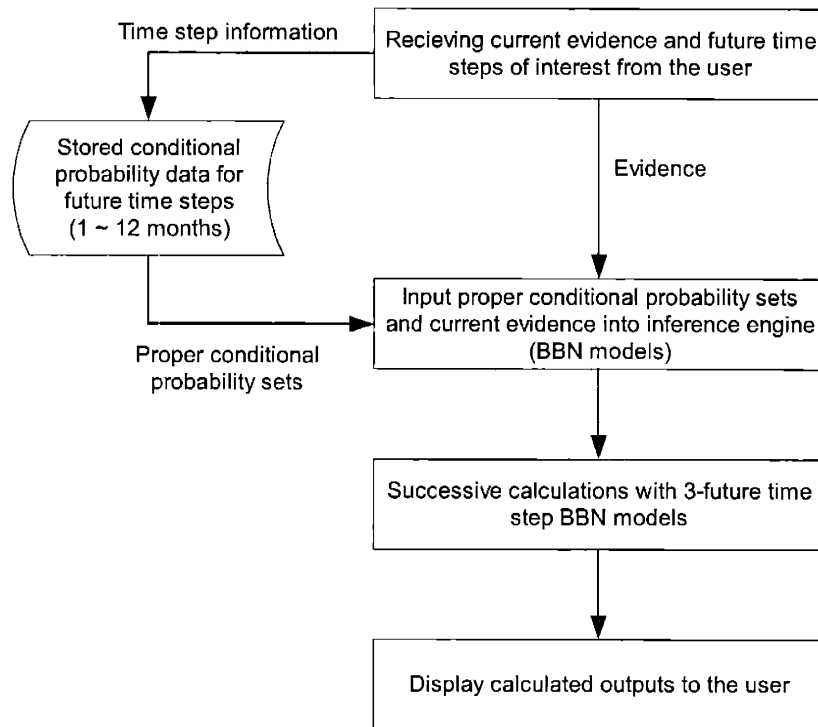 Time step information
Recieving current evidence and future time
steps of interest from the user
Stored conditional
probability data for
future time steps
(1 ~ 12 months)
Evidence
Input proper conditional probability sets
and current evidence into inference engine
(BBN models)
Proper conditional
probability sets
Successive calculations with 3-future time
step BBN models
Display calculated outputs to the user